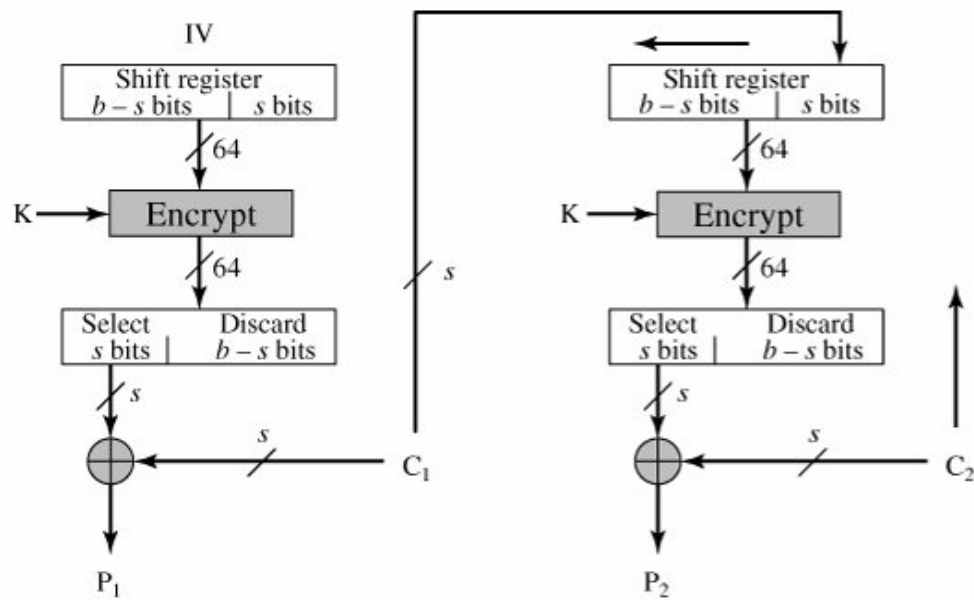 IV
Shift register
b – s bits
s bits
64
K
Encrypt
64
Select
s bits
Discard
b – s bits
s
s
C1
P1
s
Shift register
b – s bits
s bits
64
K
Encrypt
64
Select
s bits
Discard
b – s bits
s
s
C2
P2